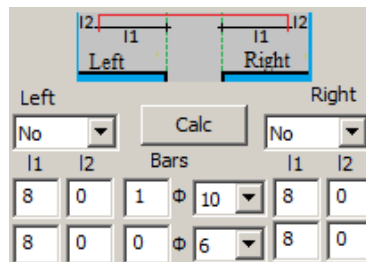 l2 l2
l1 l1
Left Right
Left Right
No Calc No
l1 l2 Bars l1 l2
8 0 1 Φ 10 8 0
8 0 0 Φ 6 8 0